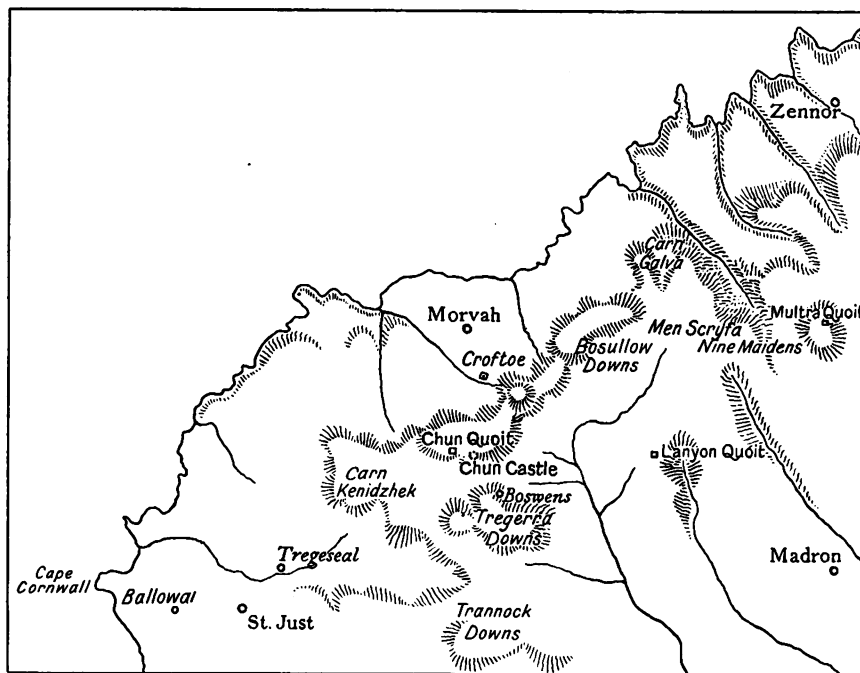 Zennor
Carn
Galva
Multra Quoit
Men Scryfa
Nine Maidens
Morvah
Bosullow
Downs
Croftoe
Chun Quoit
Chun Castle
Lanyon Quoit
Carn
Kenidzhek
Boswens
Tregerra
Downs
Tregeseal
Madron
Cape
Cornwall
Ballowal
St. Just
Trannock
Downs